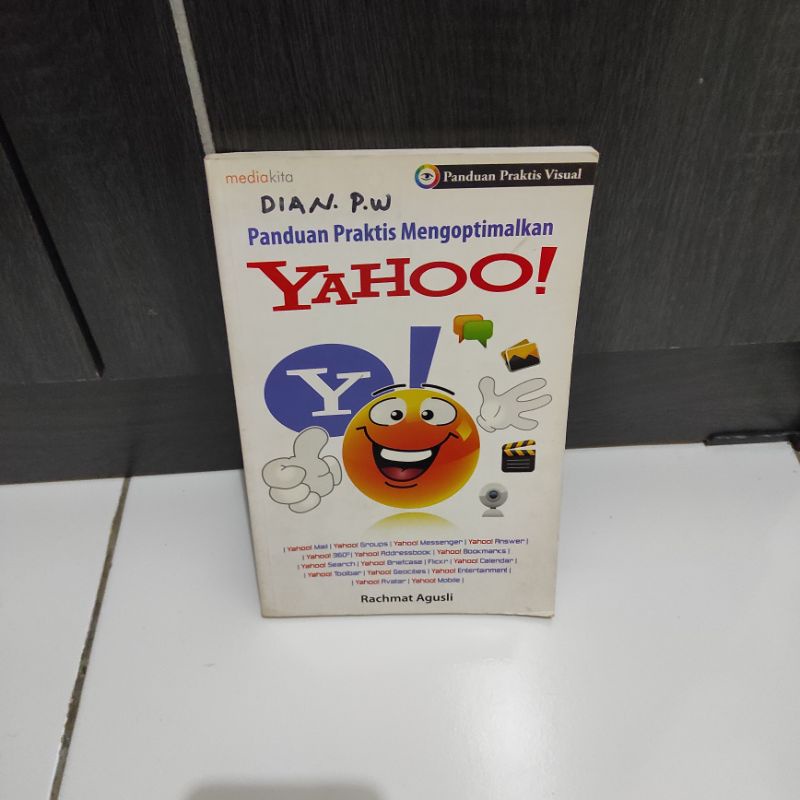 mediakita
Panduan Praktis Visual
DIAN. P.W
Panduan Praktis Mengoptimalkan
YAHOO!
Y!
| Yahoo! Mail | Yahoo! Groups | Yahoo! Messenger | Yahoo! Answer |
| Yahoo! 360° | Yahoo! Addressbook | Yahoo! Bookmarks |
| Yahoo! Search | Yahoo! Briefcase | Flickr | Yahoo! Calendar |
| Yahoo! Toolbar | Yahoo! Geocities | Yahoo! Entertainment |
| Yahoo! Avatar | Yahoo! Mobile |
Rachmat Agusli